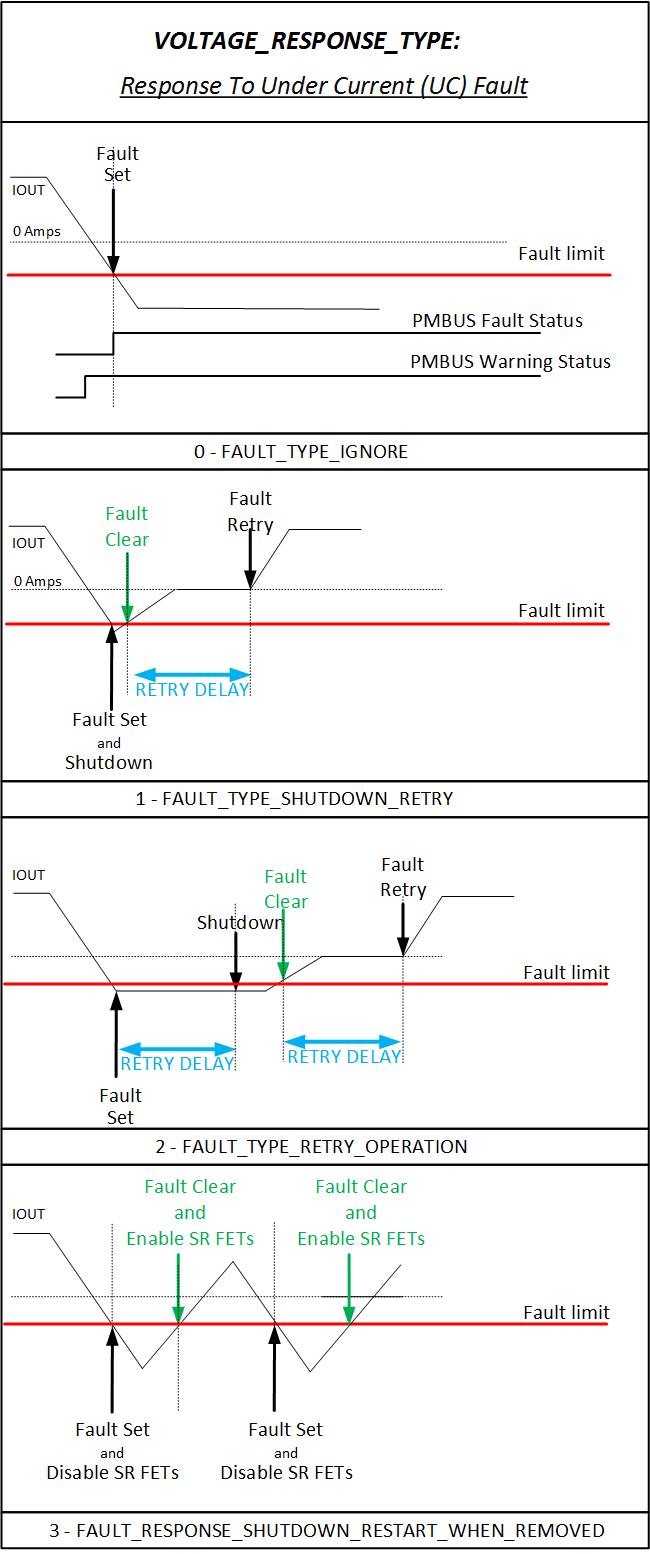 VOLTAGE_RESPONSE_TYPE:
Response To Under Current (UC) Fault
Fault
Set
IOUT
0 Amps
Fault limit
PMBUS Fault Status
PMBUS Warning Status
0 - FAULT_TYPE_IGNORE
Fault
Retry
Fault
Clear
IOUT
0 Amps
Fault limit
RETRY DELAY
Fault Set
and
Shutdown
1 - FAULT_TYPE_SHUTDOWN_RETRY
Fault
Retry
IOUT
Fault
Clear
Shutdown
Fault limit
RETRY DELAY
RETRY DELAY
Fault
Set
2 - FAULT_TYPE_RETRY_OPERATION
Fault Clear
and
Enable SR FETs
Fault Clear
and
Enable SR FETs
IOUT
Fault limit
Fault Set
and
Disable SR FETs
Fault Set
and
Disable SR FETs
3 - FAULT_RESPONSE_SHUTDOWN_RESTART_WHEN_REMOVED